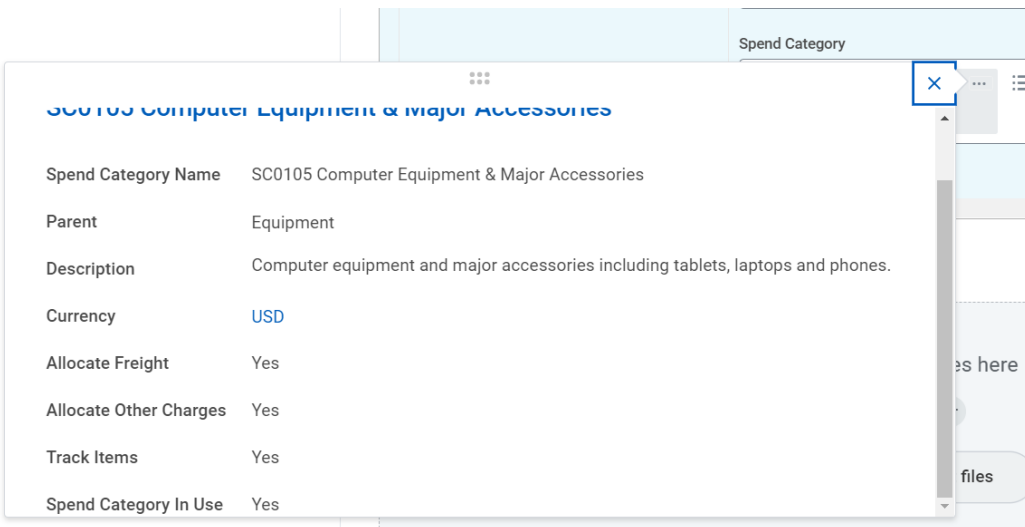 Spend Category
SC0105 Computer Equipment & Major Accessories
Spend Category Name SC0105 Computer Equipment & Major Accessories
Parent Equipment
Description Computer equipment and major accessories including tablets, laptops and phones.
Currency USD
Allocate Freight Yes
es here
Allocate Other Charges Yes
Track Items Yes
files
Spend Category In Use Yes